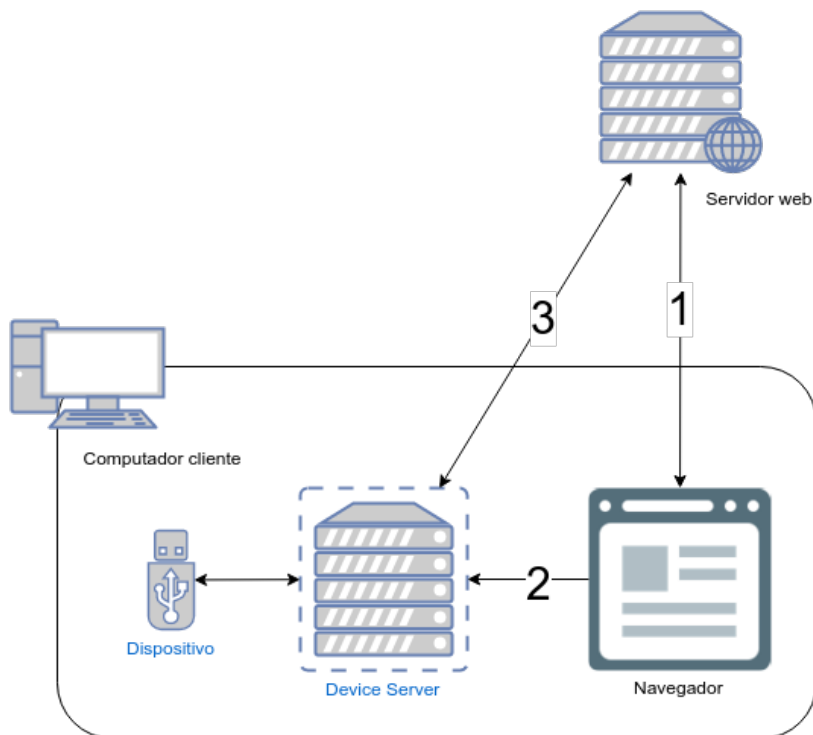 Servidor web
3
1
Computador cliente
2
Dispositivo
Device Server
Navegador